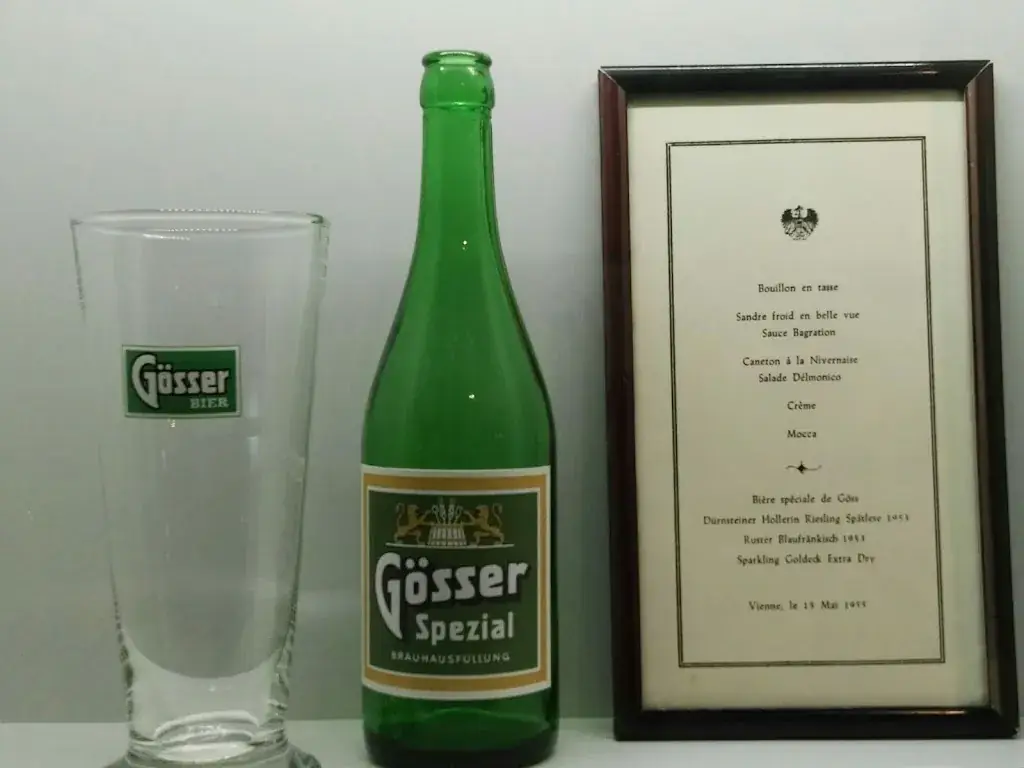 Gösser
BIER
Gösser
Spezial
BRAUHAUSFÜLLUNG
Bouillon en tasse
Sandre froid en belle vue
Sauce Bagration
Caneton à la Nivernaise
Salade Délmonico
Crème
Mocca
Bière spéciale de Göss
Dürnsteiner Hollerin Riesling Spätlese 1953
Ruster Blaufränkisch 1953
Sparkling Goldeck Extra Dry
Vienne, le 15 Mai 1955